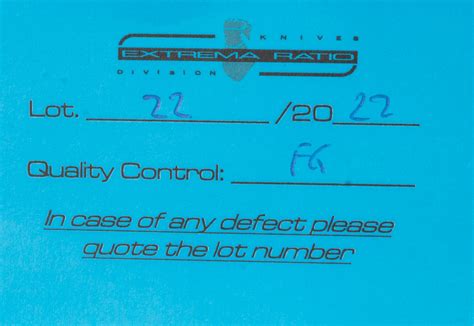 KNIVES
EXTREMA RATIO
DIVISION
Lot. 22 /20 22
Quality Control: FG
In case of any defect please
quote the lot number